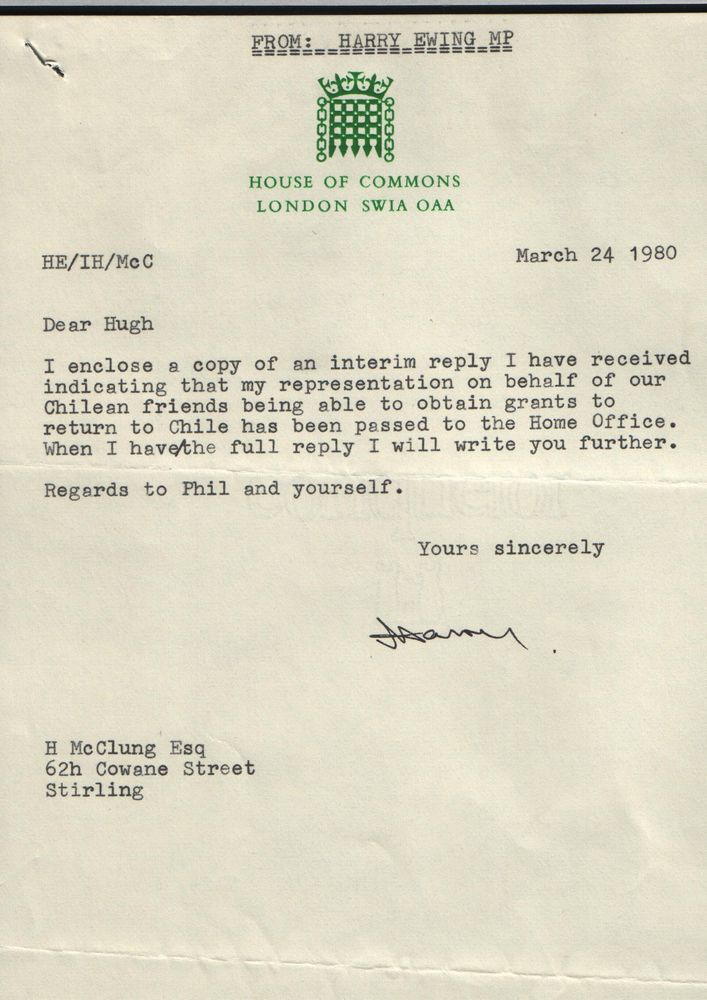 FROM: HARRY EWING MP
HOUSE OF COMMONS
LONDON SW1A 0AA
HE/IH/McC
March 24 1980
Dear Hugh
I enclose a copy of an interim reply I have received
indicating that my representation on behalf of our
Chilean friends being able to obtain grants to
return to Chile has been passed to the Home Office.
When I have/the full reply I will write you further.
Regards to Phil and yourself.
Yours sincerely
Harry
H McClung Esq
62h Cowane Street
Stirling